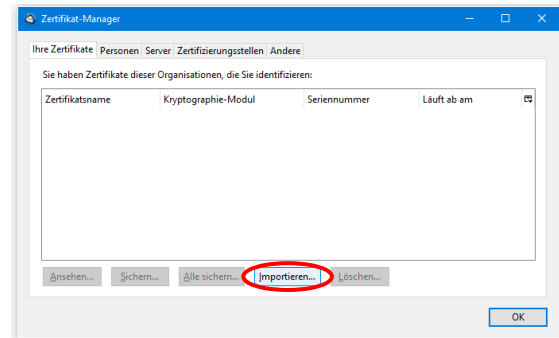 Zertifikat-Manager
Ihre Zertifikate Personen Server Zertifizierungsstellen Andere
Sie haben Zertifikate dieser Organisationen, die Sie identifizieren:
Zertifikatsname Kryptographie-Modul Seriennummer Läuft ab am
Ansehen... Sichern... Alle sichern... Importieren... Löschen...
OK